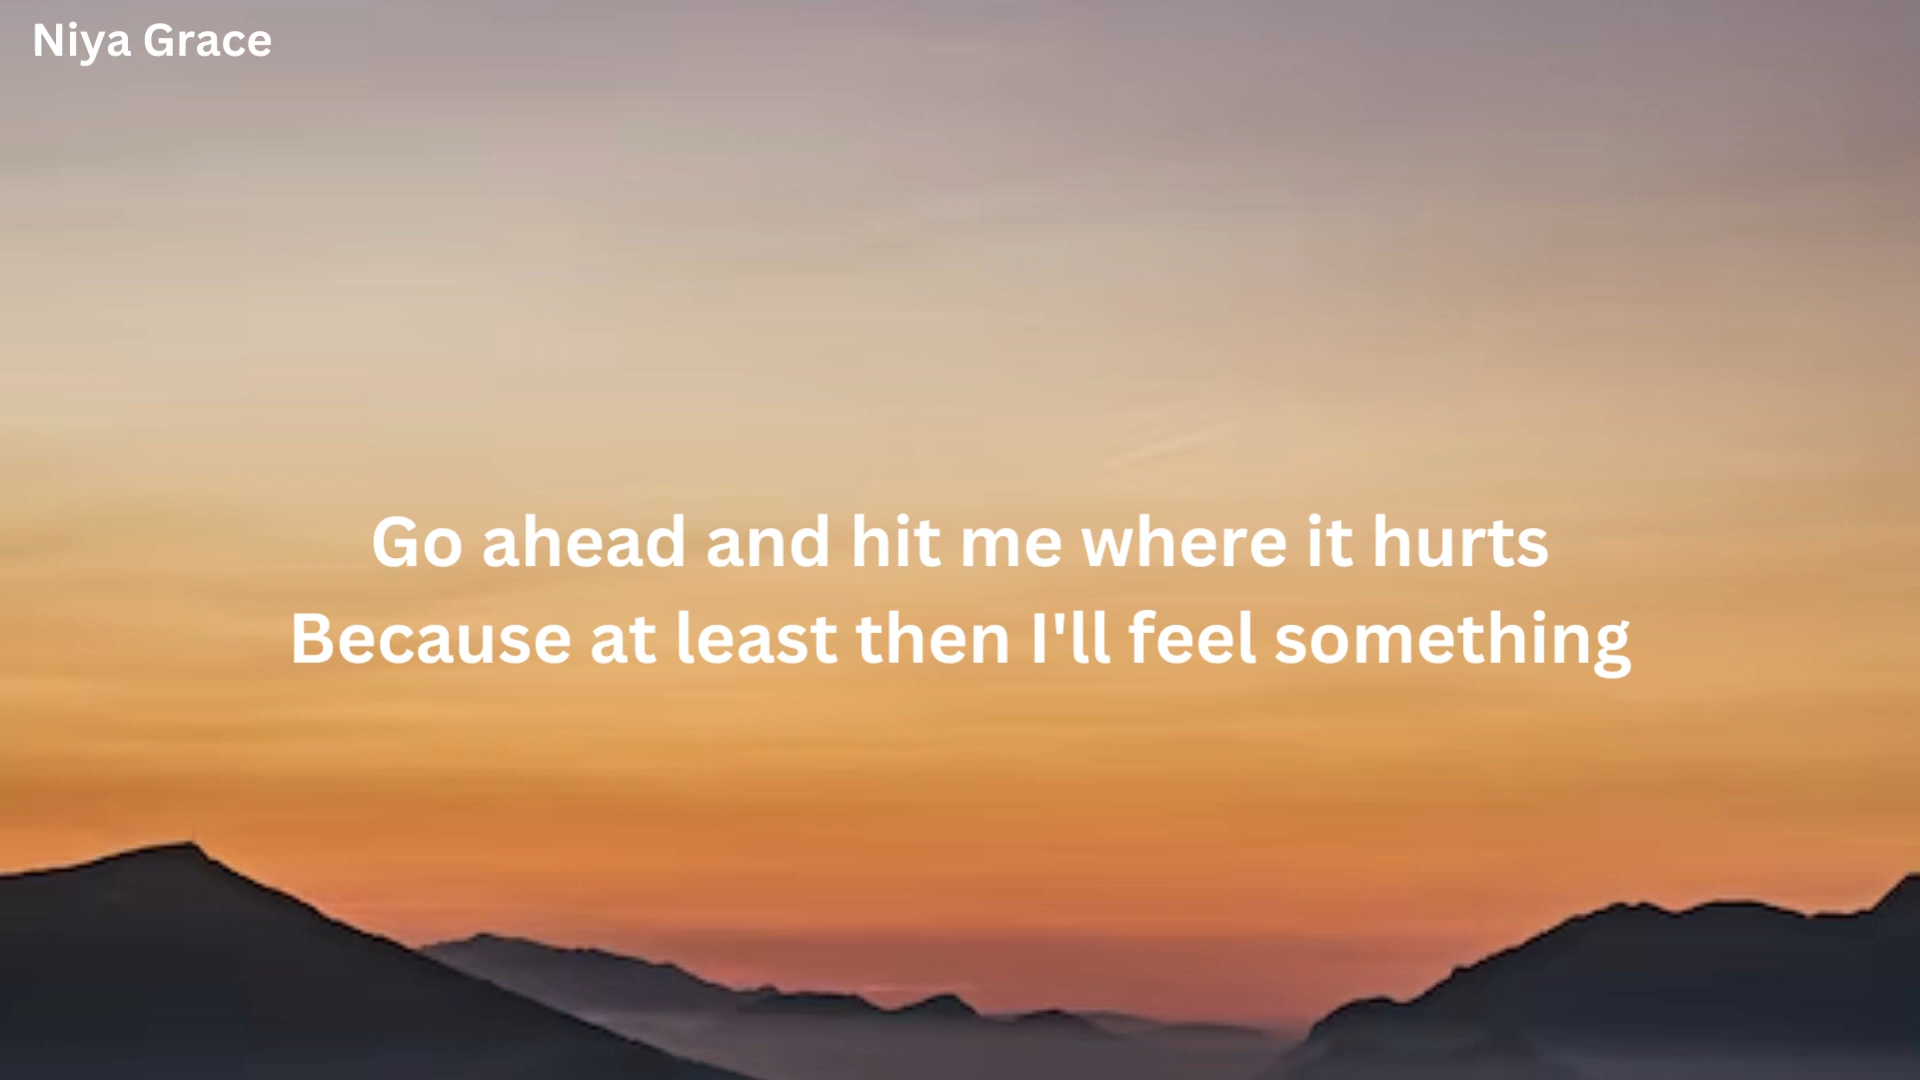 Niya Grace
Go ahead and hit me where it hurts
Because at least then I'll feel something